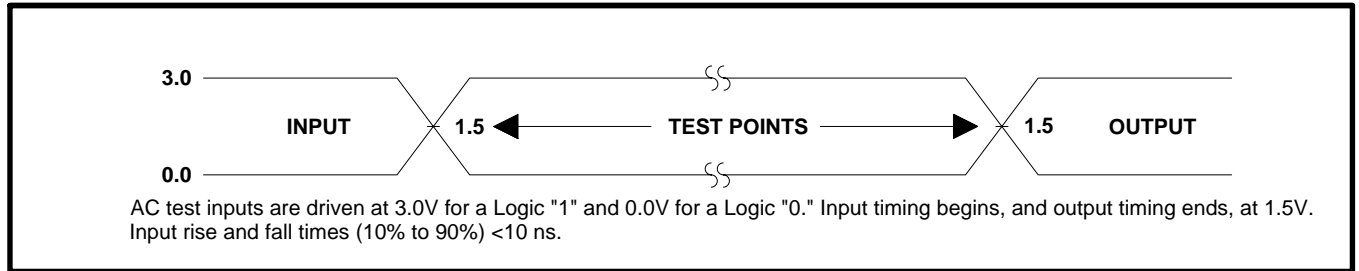 3.0
INPUT 1.5 TEST POINTS 1.5 OUTPUT
0.0
AC test inputs are driven at 3.0V for a Logic "1" and 0.0V for a Logic "0." Input timing begins, and output timing ends, at 1.5V.
Input rise and fall times (10% to 90%) <10 ns.